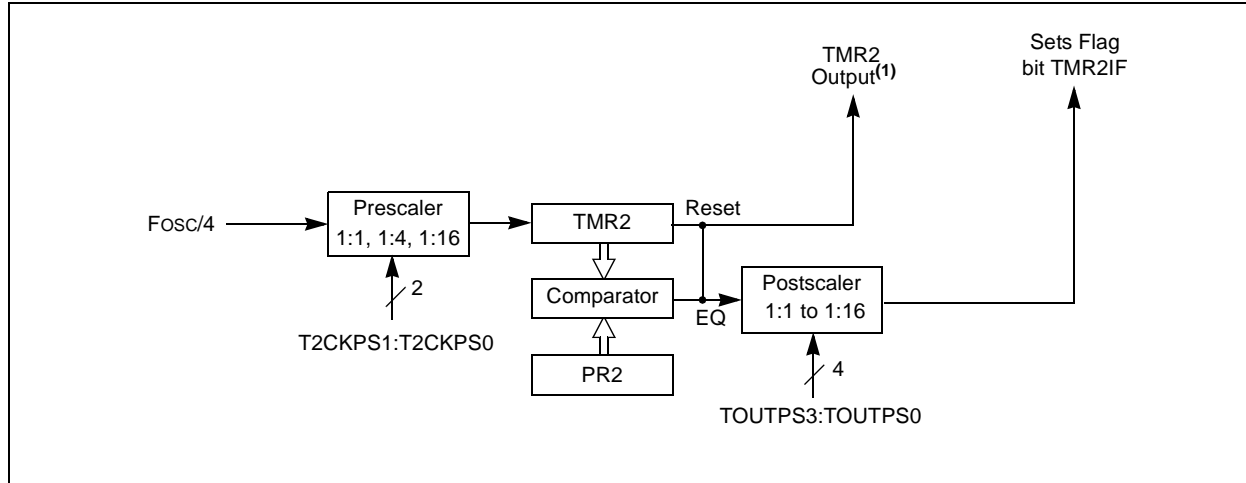 TMR2
Output(1)
Sets Flag
bit TMR2IF
FOSC/4
Prescaler
1:1, 1:4, 1:16
2
T2CKPS1:T2CKPS0
TMR2
Reset
Comparator
EQ
PR2
Postscaler
1:1 to 1:16
4
TOUTPS3:TOUTPS0